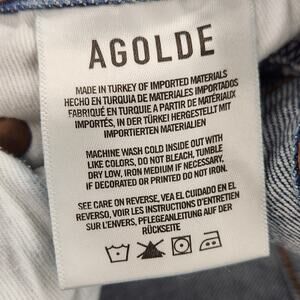 AGOLDE
MADE IN TURKEY OF IMPORTED MATERIALS
HECHO EN TURQUIA DE MATERIALES IMPORTADOS
FABRIQUÉ EN TURQUIE A PARTIR DE MATÉRIAUX
IMPORTÉS, IN DER TÜRKEI HERGESTELLT MIT
IMPORTIERTEN MATERIALIEN
MACHINE WASH COLD INSIDE OUT WITH
LIKE COLORS, DO NOT BLEACH, TUMBLE
DRY LOW, IRON MEDIUM IF NECESSARY,
IF DECORATED OR PRINTED DO NOT IRON.
SEE CARE ON REVERSE, VEA EL CUIDADO EN EL
REVERSO, VOIR LES INSTRUCTIONS D'ENTRETIEN
SUR L'ENVERS, PFLEGEANLEITUNG AUF DER
RÜCKSEITE